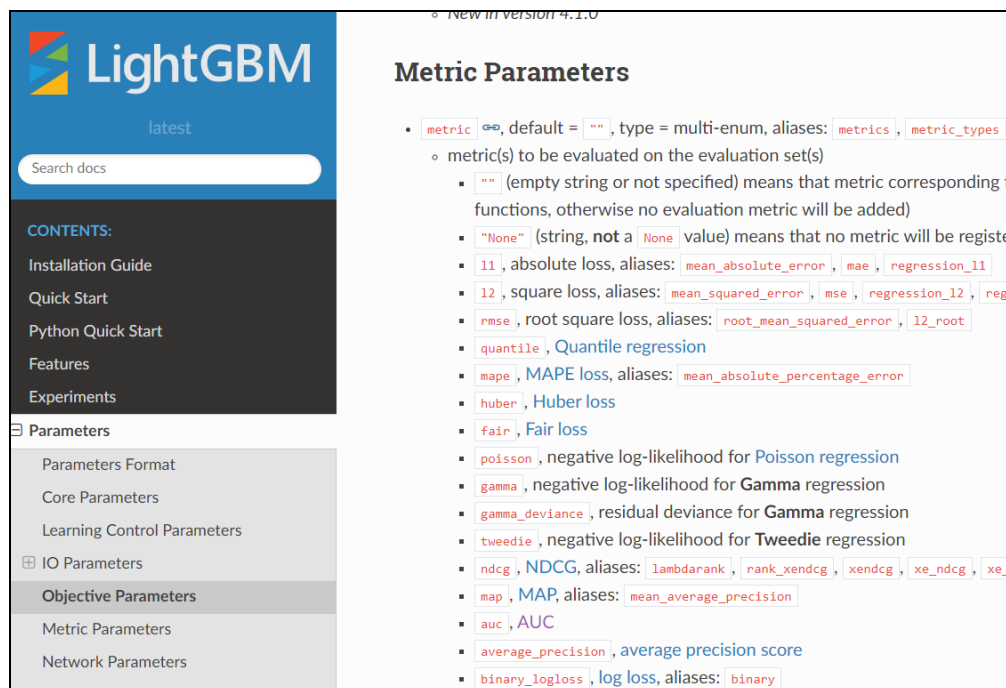 LightGBM
latest
Search docs
CONTENTS:
Installation Guide
Quick Start
Python Quick Start
Features
Experiments
Parameters
Parameters Format
Core Parameters
Learning Control Parameters
IO Parameters
Objective Parameters
Metric Parameters
Network Parameters
New in version 4.1.0
Metric Parameters
metric , default = "", type = multi-enum, aliases: metrics, metric_types
metric(s) to be evaluated on the evaluation set(s)
"" (empty string or not specified) means that metric corresponding
functions, otherwise no evaluation metric will be added)
"None" (string, not a None value) means that no metric will be
l1, absolute loss, aliases: mean_absolute_error, mae, regression_l1
l2, square loss, aliases: mean_squared_error, mse, regression_l2,
rmse, root square loss, aliases: root_mean_squared_error, l2_root
quantile, Quantile regression
mape, MAPE loss, aliases: mean_absolute_percentage_error
huber, Huber loss
fair, Fair loss
poisson, negative log-likelihood for Poisson regression
gamma, negative log-likelihood for Gamma regression
gamma_deviance, residual deviance for Gamma regression
tweedie, negative log-likelihood for Tweedie regression
ndcg, NDCG, aliases: lambdarank, rank_xendcg, xendcg, xe_ndcg,
map, MAP, aliases: mean_average_precision
auc, AUC
average_precision, average precision score
binary_logloss, log loss, aliases: binary